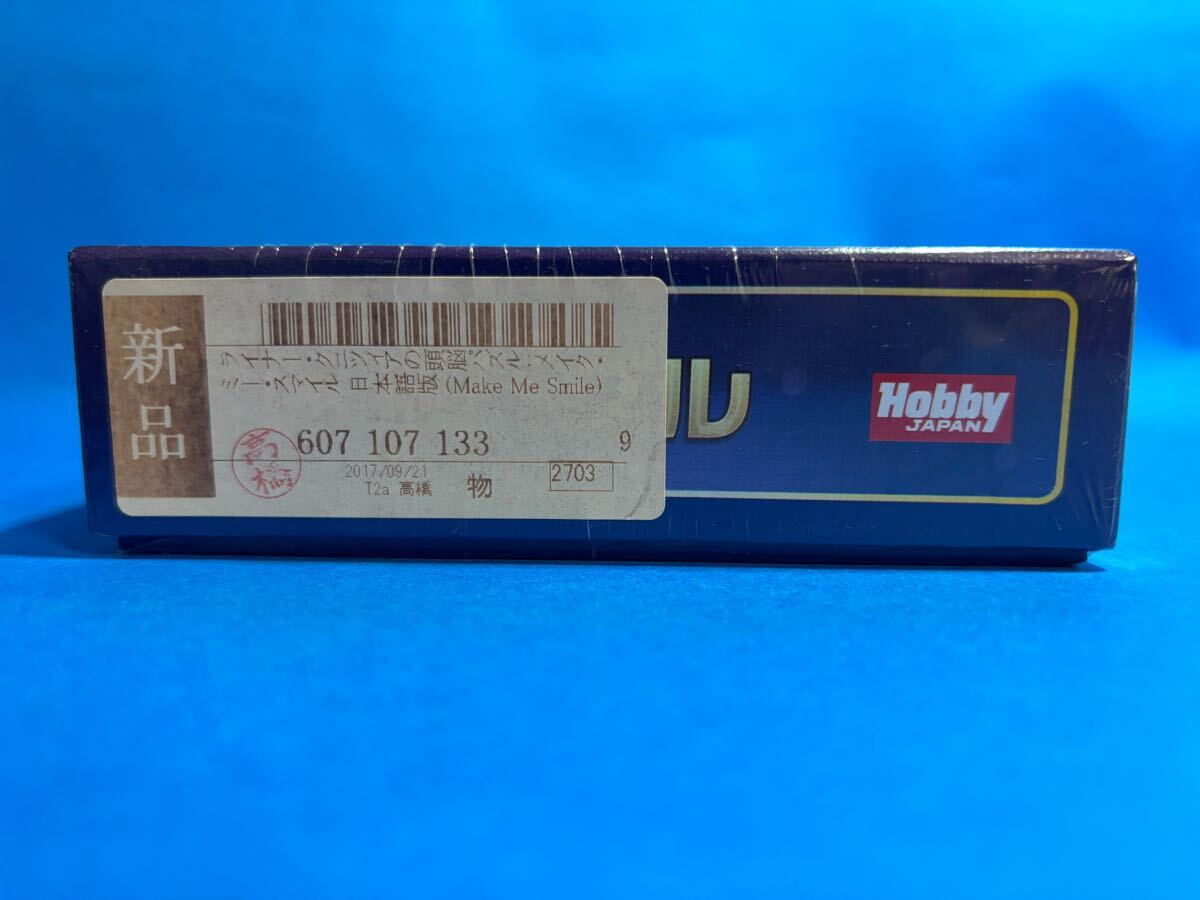 新品
ライナー・クニツィアの頭脳パズル:メイク・
ミー・スマイル 日本語版 (Make Me Smile)
607 107 133
9
高橋
2017/09/21
T2a 高橋
物
2703
ル
Hobby
JAPAN